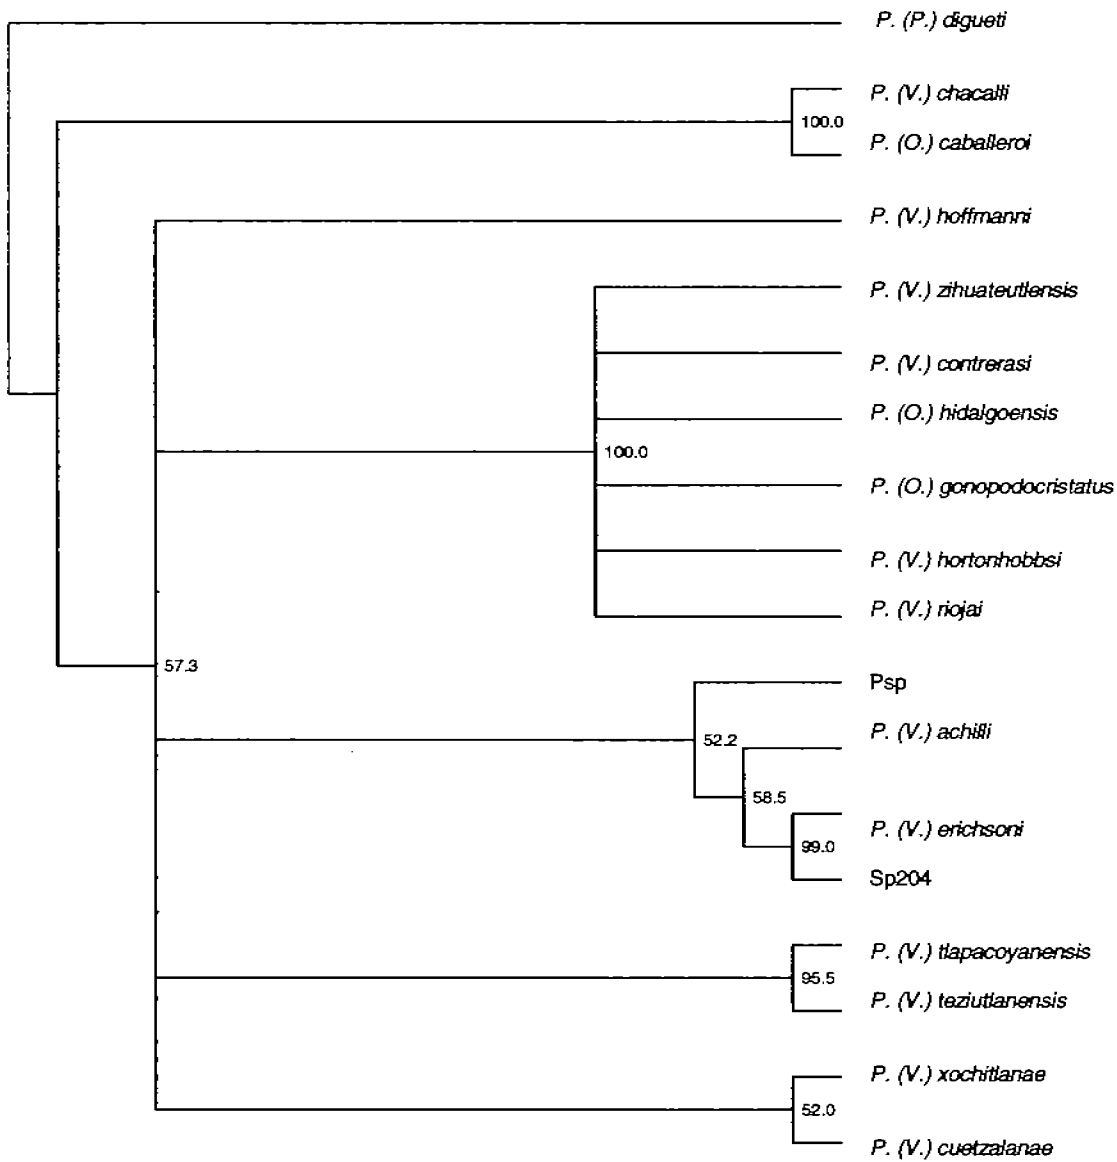 P. (P.) digueti
P. (V.) chacalli
100.0
P. (O.) caballeroi
P. (V.) hoffmanni
P. (V.) zihuateutlensis
P. (V.) contrerasi
P. (O.) hidalgoensis
100.0
P. (O.) gonopodocristatus
P. (V.) hortonhobbsi
P. (V.) riojai
57.3
Psp
P. (V.) achilli
52.2
58.5
P. (V.) erichsoni
99.0
Sp204
P. (V.) tlapacoyanensis
95.5
P. (V.) teziutlanensis
P. (V.) xochitlanae
52.0
P. (V.) cuetzalanae